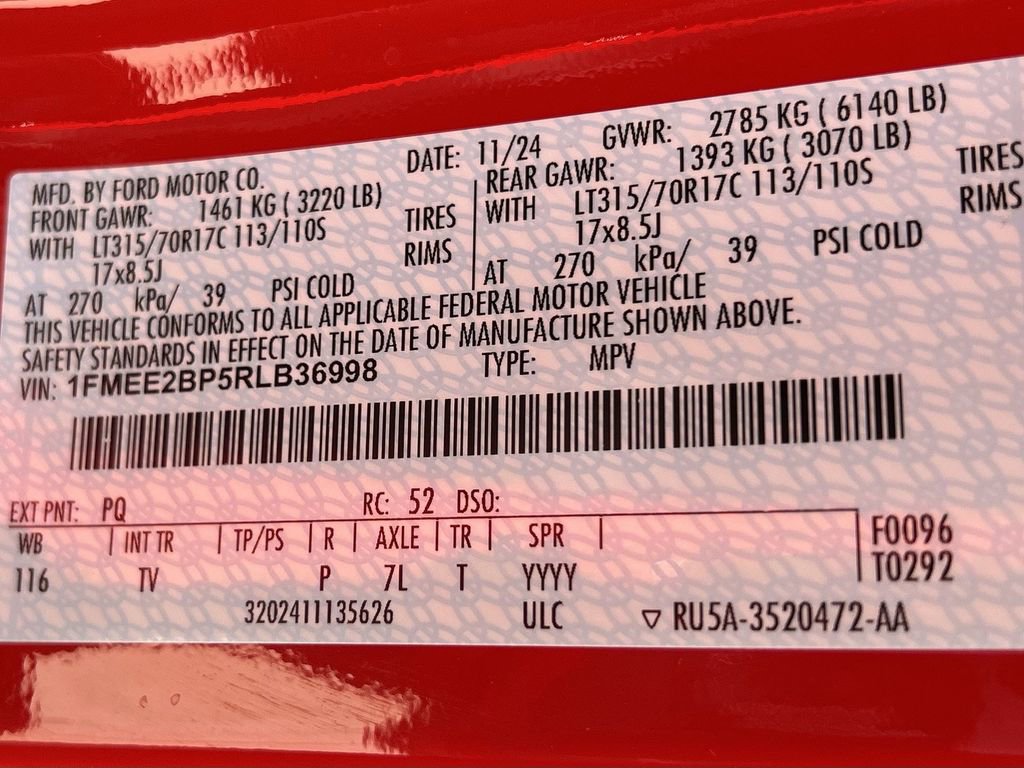 DATE: 11/24 GVWR: 2785 KG ( 6140 LB)
MFD. BY FORD MOTOR CO.
FRONT GAWR: 1461 KG ( 3220 LB)
WITH LT315/70R17C 113/110S TIRES
17x8.5J RIMS
AT 270 kPa/ 39 PSI COLD
REAR GAWR: 1393 KG ( 3070 LB)
WITH LT315/70R17C 113/110S TIRES
17x8.5J RIMS
AT 270 kPa/ 39 PSI COLD
THIS VEHICLE CONFORMS TO ALL APPLICABLE FEDERAL MOTOR VEHICLE
SAFETY STANDARDS IN EFFECT ON THE DATE OF MANUFACTURE SHOWN ABOVE.
VIN: 1FMEE2BP5RLB36998 TYPE: MPV
EXT PNT: PQ RC: 52 DSO:
WB | INT TR | TP/PS | R | AXLE | TR | SPR | F0096
116 TV P 7L T YYYY T0292
3202411135626 ULC ▽ RU5A-3520472-AA